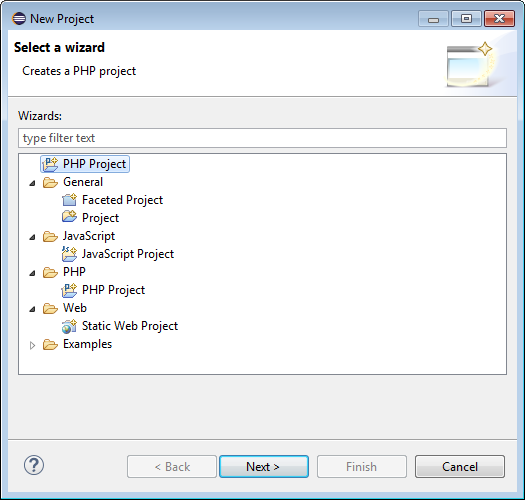 New Project
Select a wizard
Creates a PHP project
Wizards:
type filter text
PHP Project
General
Faceted Project
Project
JavaScript
JavaScript Project
PHP
PHP Project
Web
Static Web Project
Examples
< Back Next > Finish Cancel